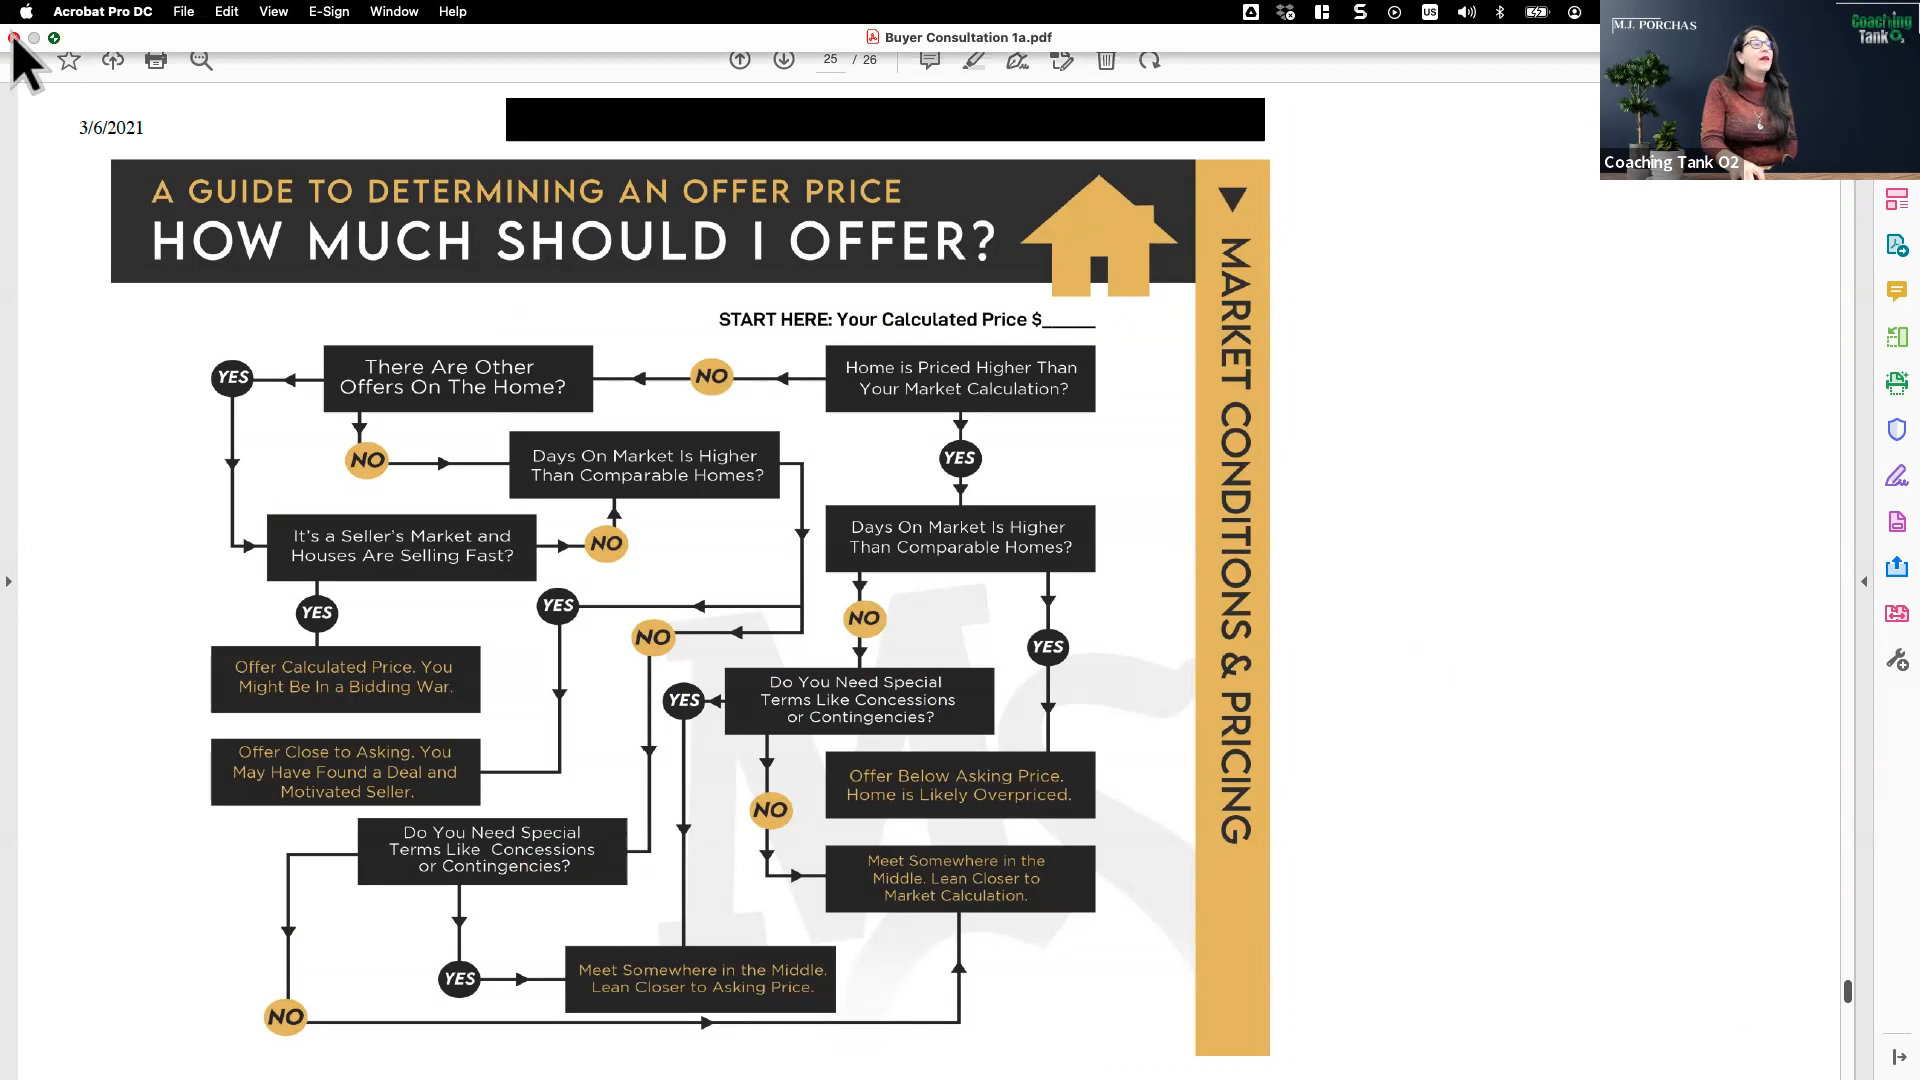 Acrobat Pro DC File Edit View E-Sign Window Help
US
Buyer Consultation 1a.pdf
25 / 26
M.J. PORCHAS
Coaching
Tank O2
Coaching Tank O2
3/6/2021
A GUIDE TO DETERMINING AN OFFER PRICE
HOW MUCH SHOULD I OFFER?
MARKET CONDITIONS & PRICING
START HERE: Your Calculated Price $_____
YES
There Are Other
Offers On The Home?
NO
Home is Priced Higher Than
Your Market Calculation?
NO
Days On Market Is Higher
Than Comparable Homes?
YES
It's a Seller's Market and
Houses Are Selling Fast?
NO
Days On Market Is Higher
Than Comparable Homes?
YES
YES
NO
NO
YES
Offer Calculated Price. You
Might Be In a Bidding War.
YES
Do You Need Special
Terms Like Concessions
or Contingencies?
Offer Close to Asking. You
May Have Found a Deal and
Motivated Seller.
NO
Offer Below Asking Price.
Home is Likely Overpriced.
Do You Need Special
Terms Like Concessions
or Contingencies?
Meet Somewhere in the
Middle. Lean Closer to
Market Calculation.
YES
Meet Somewhere in the Middle.
Lean Closer to Asking Price.
NO